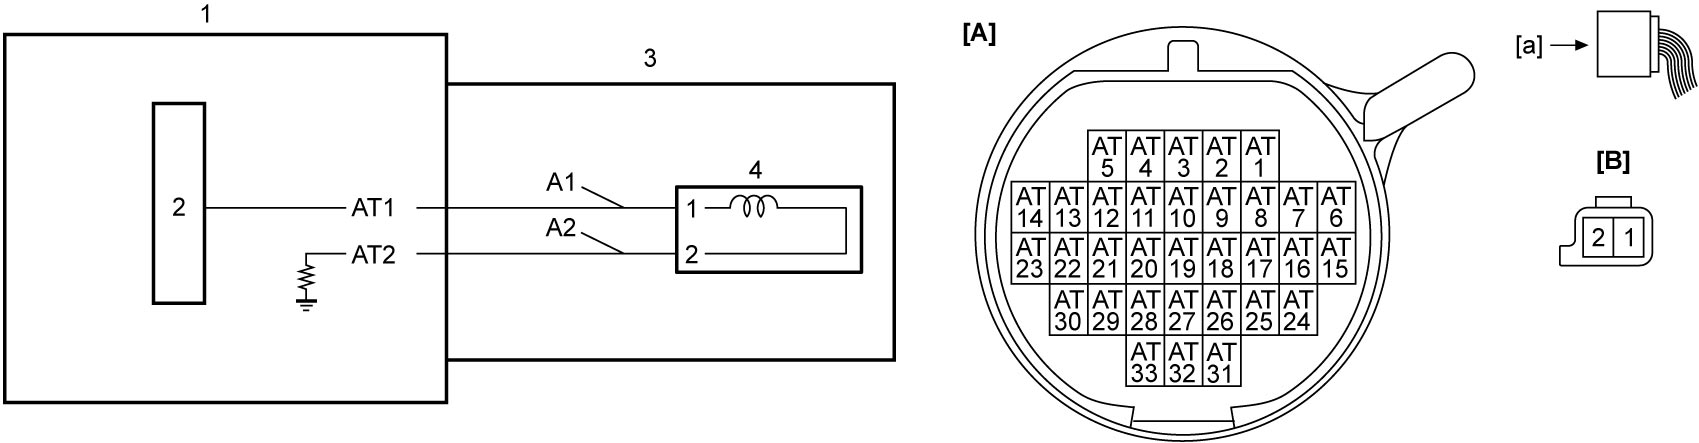 1
3
2
AT1
AT2
A1
A2
4
1
2
[A]
AT 5 AT 4 AT 3 AT 2 AT 1
AT 14 AT 13 AT 12 AT 11 AT 10 AT 9 AT 8 AT 7 AT 6
AT 23 AT 22 AT 21 AT 20 AT 19 AT 18 AT 17 AT 16 AT 15
AT 30 AT 29 AT 28 AT 27 AT 26 AT 25 AT 24
AT 33 AT 32 AT 31
[a]
[B]
2 1